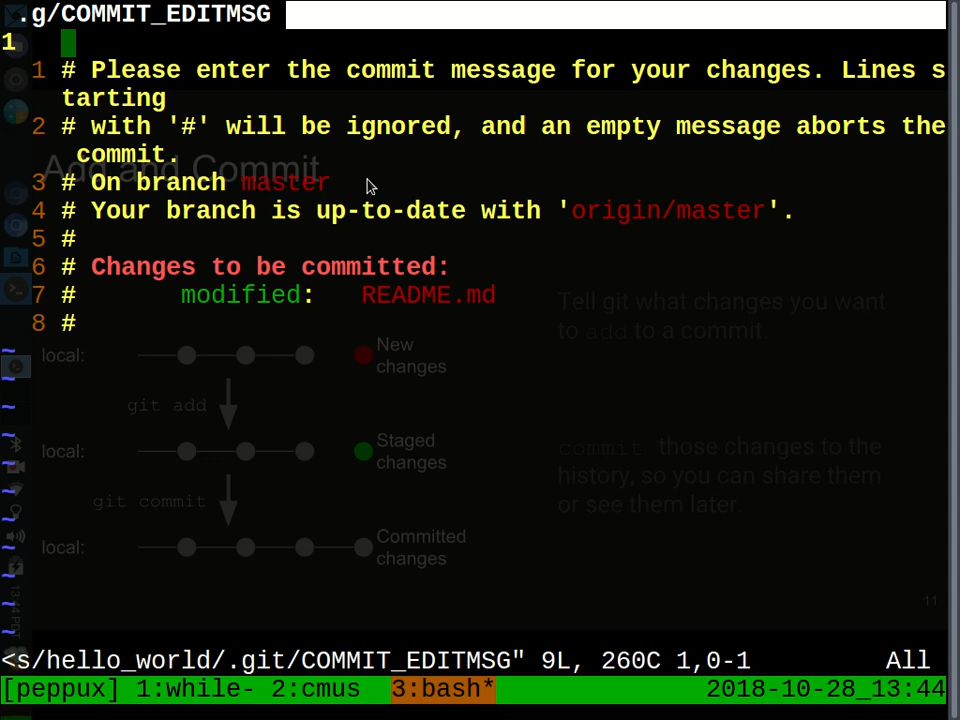 .g/COMMIT_EDITMSG
1
1 # Please enter the commit message for your changes. Lines s
tarting
2 # with '#' will be ignored, and an empty message aborts the
commit.
Add and Commit
3 # On branch master
4 # Your branch is up-to-date with 'origin/master'.
5 #
6 # Changes to be committed:
7 #       modified:   README.md
8 #
Tell git what changes you want
to add to a commit.
~
~
~
~
~
~
~
~
~
~
~
local:
New
changes
git add
local:
Staged
changes
commit those changes to the
history, so you can share them
or see them later.
git commit
local:
Committed
changes
11
13:44 PDT
<s/hello_world/.git/COMMIT_EDITMSG" 9L, 260C 1,0-1 All
[peppux] 1:while- 2:cmus 3:bash* 2018-10-28_13:44